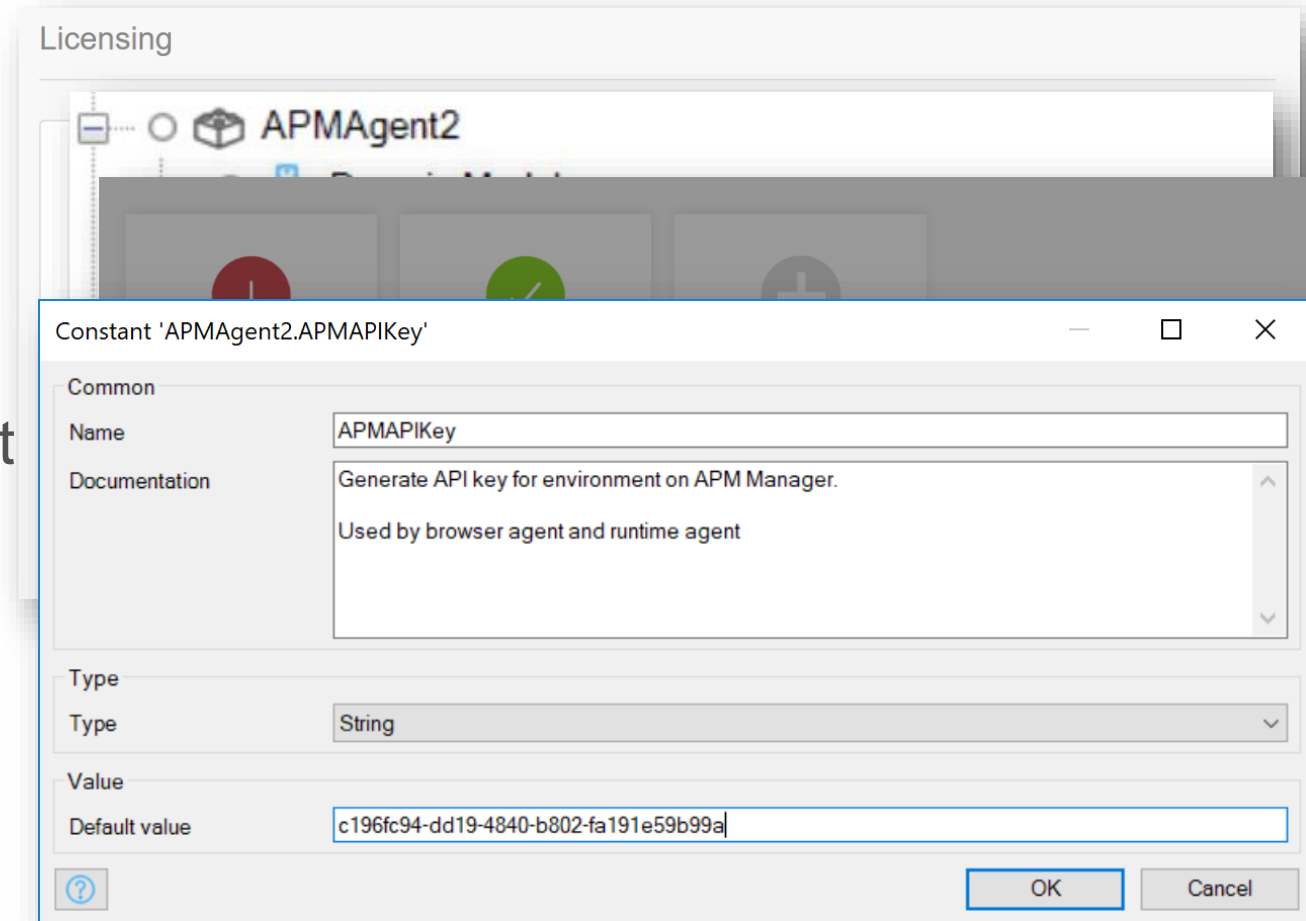 Licensing
APMAgent2
t
Constant 'APMAgent2.APMAPIKey'
Common
Name
APMAPIKey
Documentation
Generate API key for environment on APM Manager.
Used by browser agent and runtime agent
Type
Type
String
Value
Default value
c196fc94-dd19-4840-b802-fa191e59b99a
OK
Cancel